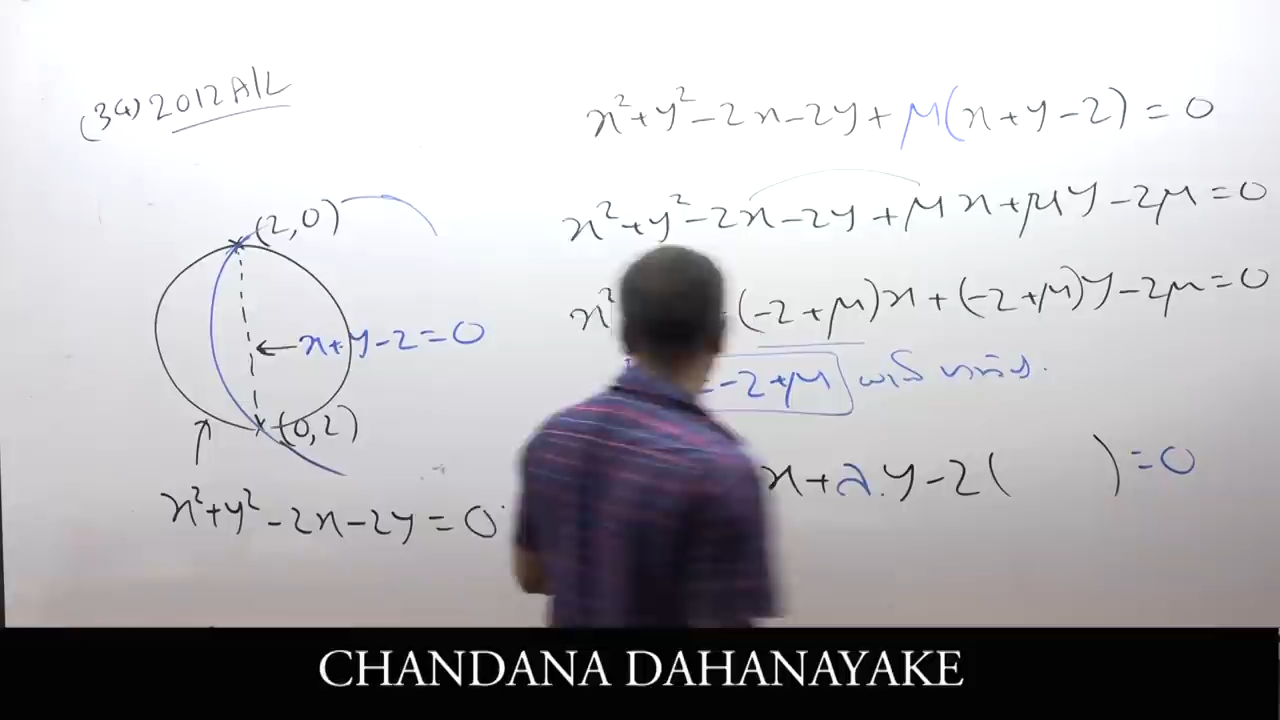 (34) 2012 A/L
(2,0)
x+y-2=0
(0,2)
x²+y²-2x-2y=0
x²+y²-2x-2y+μ(x+y-2)=0
x²+y²-2x-2y+μx+μy-2μ=0
x² (-2+μ)x+(-2+μ)y-2μ=0
=-2+μ
x+λ.y-2( )=0
CHANDANA DAHANAYAKE